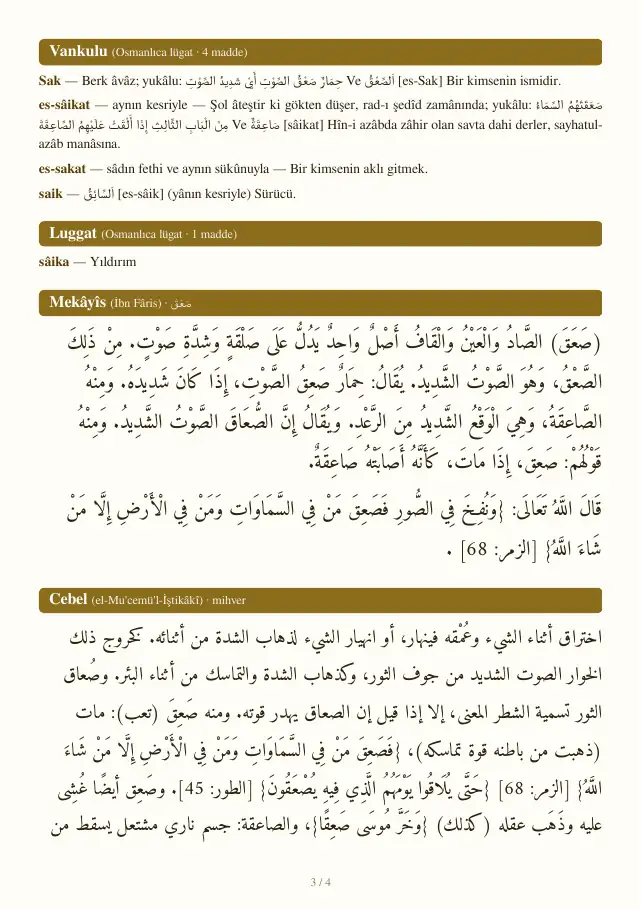 Vankulu (Osmanlıca lügat · 4 madde)
Sak — Berk âvâz; yukâlu: حِمَارٌ صَعْقُ الصَّوْتِ أَيْ شَدِيدُ الصَّوْتِ Ve اَلصَّعْقُ [es-Sak] Bir kimsenin ismidir.
es-sâikat — aynın kesriyle — Şol âteştir ki gökten düşer, rad-ı şedîd zamânında; yukâlu: صَعَقَتْهُمُ السَّمَاءُ
مِنَ الْبَابِ الثَّالِثِ إِذَا أَلْقَتْ عَلَيْهِمُ الصَّاعِقَةَ Ve صَاعِقَةٌ [sâikat] Hîn-i azâbda zâhir olan savta dahi derler, sayhatul-
azâb manâsına.
es-sakat — sâdın fethi ve aynın sükûnuyla — Bir kimsenin aklı gitmek.
saik — اَلسَّائِقُ [es-sâik] (yânın kesriyle) Sürücü.
Luggat (Osmanlıca lügat · 1 madde)
sâika — Yıldırım
Mekâyîs (İbn Fâris) · صَعَقَ
(صَعَقَ) الصَّادُ وَالْعَيْنُ وَالْقَافُ أَصْلٌ وَاحِدٌ يَدُلُّ عَلَى صَلْقَةٍ وَشِدَّةِ صَوْتٍ. مِنْ ذَلِكَ
الصَّعْقُ، وَهُوَ الصَّوْتُ الشَّدِيدُ. يُقَالُ: حِمَارٌ صَعِقُ الصَّوْتِ، إِذَا كَانَ شَدِيدَهُ. وَمِنْهُ
الصَّاعِقَةُ، وَهِيَ الْوَقْعُ الشَّدِيدُ مِنَ الرَّعْدِ. وَيُقَالُ إِنَّ الصُّعَاقَ الصَّوْتُ الشَّدِيدُ. وَمِنْهُ
قَوْلُهُمْ: صَعِقَ، إِذَا مَاتَ، كَأَنَّهُ أَصَابَتْهُ صَاعِقَةٌ.
قَالَ اللَّهُ تَعَالَى: {وَنُفِخَ فِي الصُّورِ فَصَعِقَ مَنْ فِي السَّمَاوَاتِ وَمَنْ فِي الْأَرْضِ إِلَّا مَنْ
شَاءَ اللَّهُ} [الزمر: 68] .
Cebel (el-Mu'cemü'l-İştikâkî) · mihver
اختراق أثناء الشيء وعُمْقه فينهار، أو انهيار الشيء لذهاب الشدة من أثنائه. كخروج ذلك
الخوار الصوت الشديد من جوف الثور، وكذهاب الشدة والتماسك من أثناء البئر. وصُعاق
الثور تسمية الشطر المعنى، إلا إذا قيل إن الصعاق يهدر قوته. ومنه صَعِقَ (تعب): مات
(ذهبت من باطنه قوة تماسكه)، {فَصَعِقَ مَنْ فِي السَّمَاوَاتِ وَمَنْ فِي الْأَرْضِ إِلَّا مَنْ شَاءَ
اللَّهُ} [الزمر: 68] {حَتَّى يُلَاقُوا يَوْمَهُمُ الَّذِي فِيهِ يُصْعَقُونَ} [الطور: 45]. وصَعِق أيضًا غُشِى
عليه وذَهَب عقله (كذلك) {وَخَرَّ مُوسَى صَعِقًا}، والصاعقة: جسم ناري مشتعل يسقط من
3 / 4